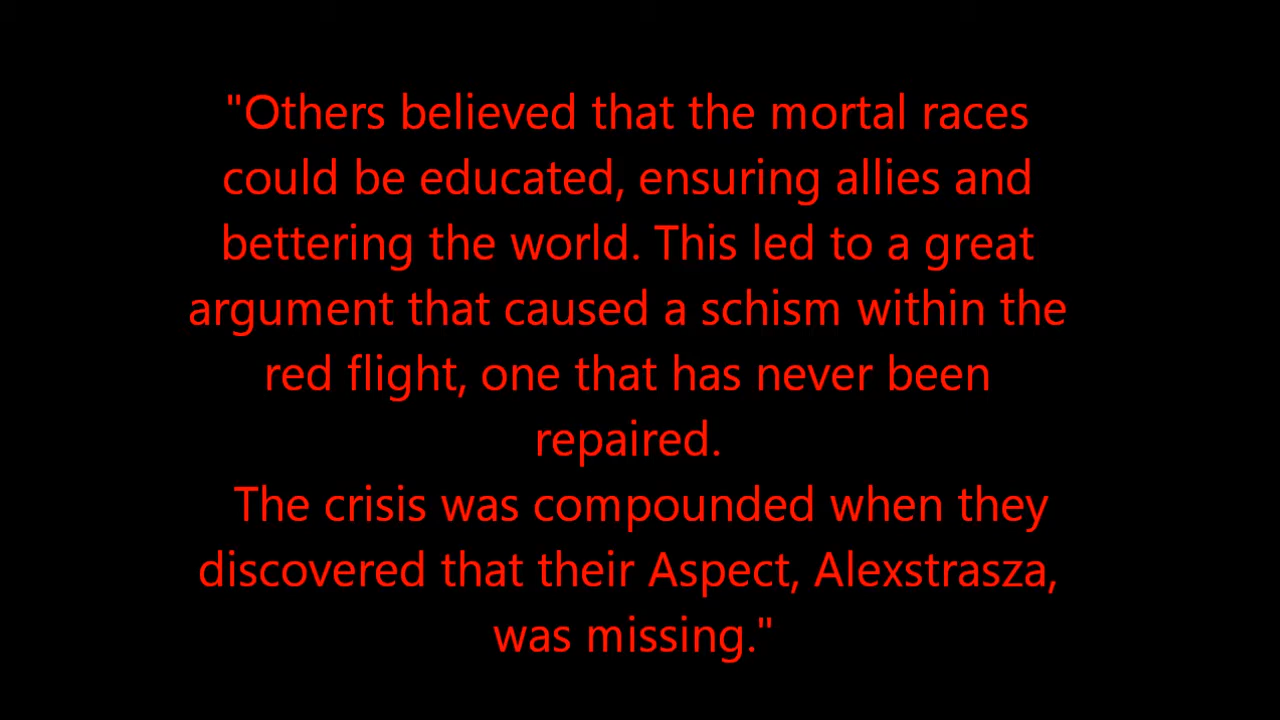 "Others believed that the mortal races
could be educated, ensuring allies and
bettering the world. This led to a great
argument that caused a schism within the
red flight, one that has never been
repaired.
The crisis was compounded when they
discovered that their Aspect, Alexstrasza,
was missing."